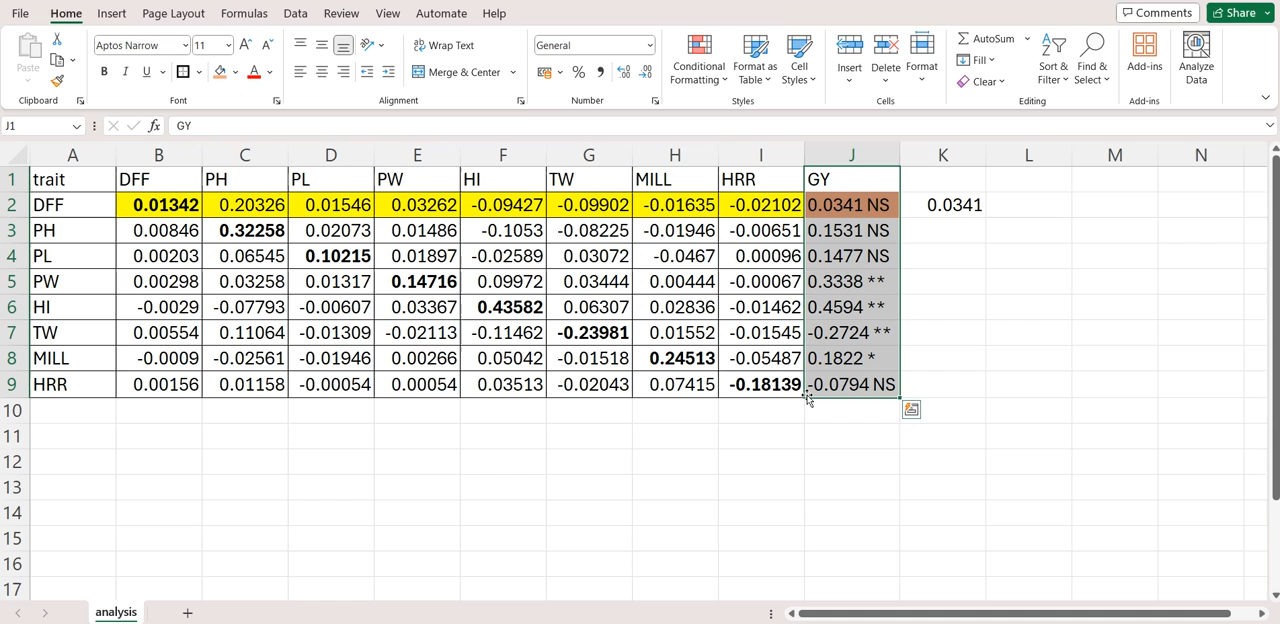 File Home Insert Page Layout Formulas Data Review View Automate Help Comments Share
Paste Aptos Narrow 11 A A Wrap Text General Conditional Formatting Format as Table Cell Styles Insert Delete Format AutoSum Fill Clear Sort & Filter Find & Select Add-ins Analyze Data
B I U A Merge & Center % 9
Clipboard Font Alignment Number Styles Cells Editing Add-ins
J1 fx GY
A B C D E F G H I J K L M N
1 trait DFF PH PL PW HI TW MILL HRR GY
2 DFF 0.01342 0.20326 0.01546 0.03262 -0.09427 -0.09902 -0.01635 -0.02102 0.0341 NS 0.0341
3 PH 0.00846 0.32258 0.02073 0.01486 -0.1053 -0.08225 -0.01946 -0.00651 0.1531 NS
4 PL 0.00203 0.06545 0.10215 0.01897 -0.02589 0.03072 -0.0467 0.00096 0.1477 NS
5 PW 0.00298 0.03258 0.01317 0.14716 0.09972 0.03444 0.00444 -0.00067 0.3338 **
6 HI -0.0029 -0.07793 -0.00607 0.03367 0.43582 0.06307 0.02836 -0.01462 0.4594 **
7 TW 0.00554 0.11064 -0.01309 -0.02113 -0.11462 -0.23981 0.01552 -0.01545 -0.2724 **
8 MILL -0.0009 -0.02561 -0.01946 0.00266 0.05042 -0.01518 0.24513 -0.05487 0.1822 *
9 HRR 0.00156 0.01158 -0.00054 0.00054 0.03513 -0.02043 0.07415 -0.18139 -0.0794 NS
10
11
12
13
14
15
16
17
analysis